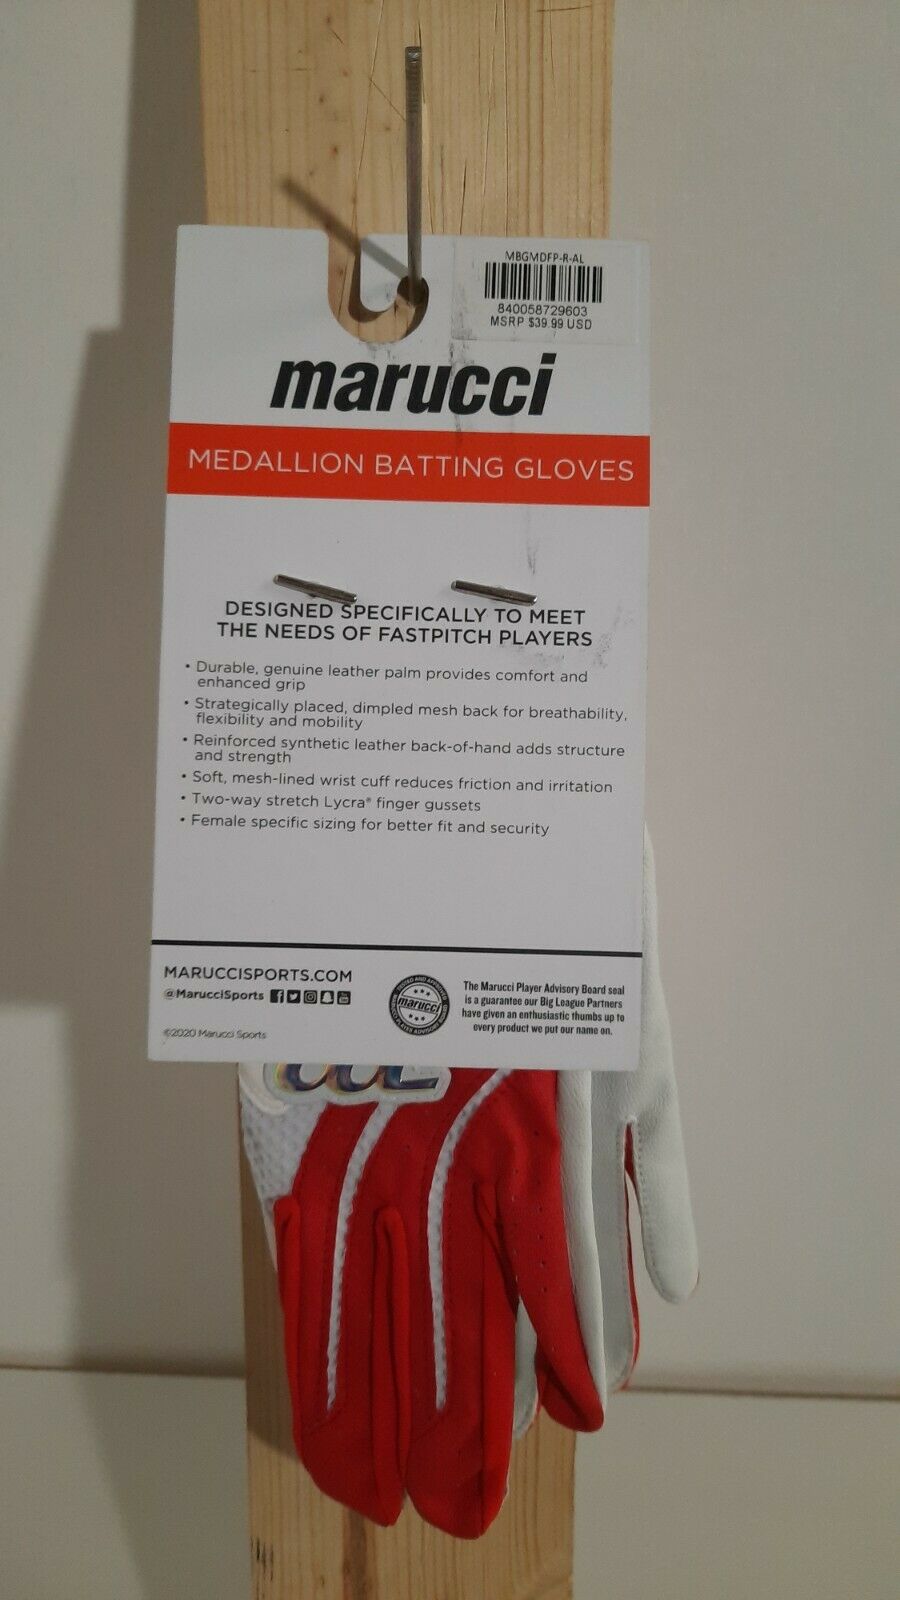 MBGMDFP-R-AL
840058729603
MSRP $39.99 USD
marucci
MEDALLION BATTING GLOVES
DESIGNED SPECIFICALLY TO MEET
THE NEEDS OF FASTPITCH PLAYERS
• Durable, genuine leather palm provides comfort and
enhanced grip
• Strategically placed, dimpled mesh back for breathability,
flexibility and mobility
• Reinforced synthetic leather back-of-hand adds structure
and strength
• Soft, mesh-lined wrist cuff reduces friction and irritation
• Two-way stretch Lycra® finger gussets
• Female specific sizing for better fit and security
MARUCCISPORTS.COM
@MarucciSports
©2020 Marucci Sports
marucci
The Marucci Player Advisory Board seal
is a guarantee our Big League Partners
have given an enthusiastic thumbs up to
every product we put our name on.